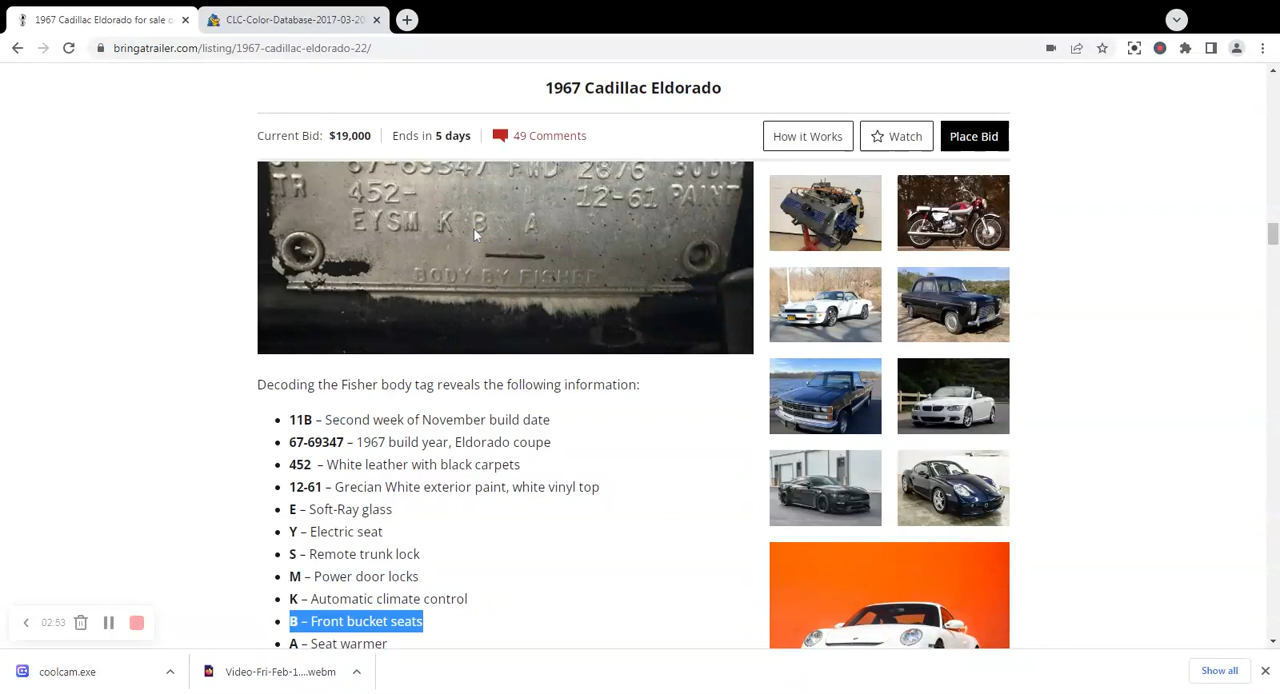 1967 Cadillac Eldorado for sale o
CLC-Color-Database-2017-03-20
bringatrailer.com/listing/1967-cadillac-eldorado-22/
1967 Cadillac Eldorado
Current Bid: $19,000
Ends in 5 days
49 Comments
How it Works
Watch
Place Bid
67-69347 FWD 2876 BODY
TR 452- 12-61 PAINT
EYSM K B A
BODY BY FISHER
Decoding the Fisher body tag reveals the following information:
• 11B – Second week of November build date
• 67-69347 – 1967 build year, Eldorado coupe
• 452 – White leather with black carpets
• 12-61 – Grecian White exterior paint, white vinyl top
• E – Soft-Ray glass
• Y – Electric seat
• S – Remote trunk lock
• M – Power door locks
• K – Automatic climate control
• B – Front bucket seats
• A – Seat warmer
02:53
coolcam.exe
Video-Fri-Feb-1....webm
Show all